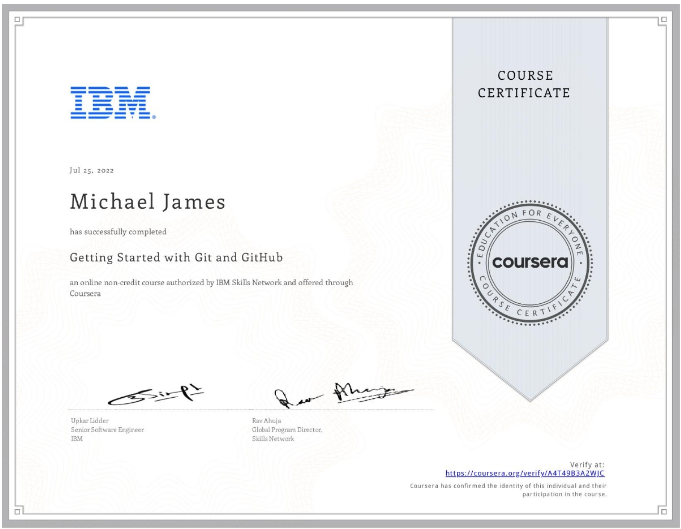 IBM
COURSE
CERTIFICATE
Jul 15, 2022
Michael James
has successfully completed
Getting Started with Git and GitHub
an online non-credit course authorized by IBM Skills Network and offered through
Coursera
EDUCATION FOR EVERYONE
coursera
COURSE CERTIFICATE
Upkar Lidder
Senior Software Engineer
IBM
Rav Ahuja
Global Program Director,
Skills Network
Verify at:
https://coursera.org/verify/A4T49B3A2WJC
Coursera has confirmed the identity of this individual and their
participation in the course.